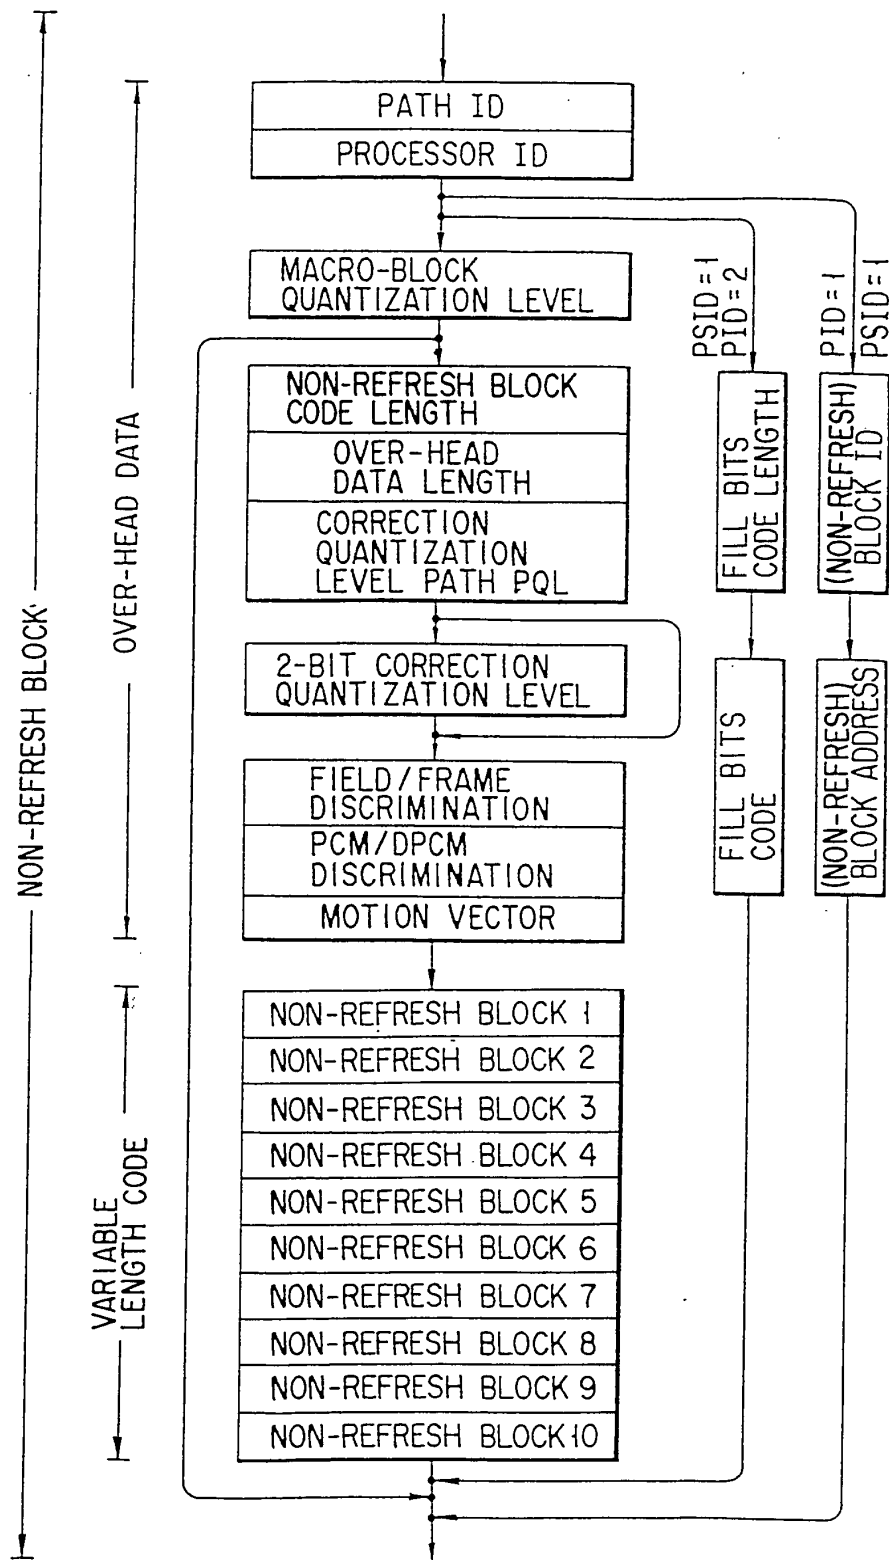 NON-REFRESH BLOCK
OVER-HEAD DATA
VARIABLE
LENGTH CODE
PATH ID
PROCESSOR ID
MACRO-BLOCK
QUANTIZATION LEVEL
NON-REFRESH BLOCK
CODE LENGTH
OVER-HEAD
DATA LENGTH
CORRECTION
QUANTIZATION
LEVEL PATH PQL
2-BIT CORRECTION
QUANTIZATION LEVEL
FIELD/FRAME
DISCRIMINATION
PCM/DPCM
DISCRIMINATION
MOTION VECTOR
NON-REFRESH BLOCK 1
NON-REFRESH BLOCK 2
NON-REFRESH BLOCK 3
NON-REFRESH BLOCK 4
NON-REFRESH BLOCK 5
NON-REFRESH BLOCK 6
NON-REFRESH BLOCK 7
NON-REFRESH BLOCK 8
NON-REFRESH BLOCK 9
NON-REFRESH BLOCK 10
PSID=1
PID=2
FILL BITS
CODE LENGTH
FILL BITS
CODE
PID=1
PSID=1
(NON-REFRESH)
BLOCK ID
(NON-REFRESH)
BLOCK ADDRESS